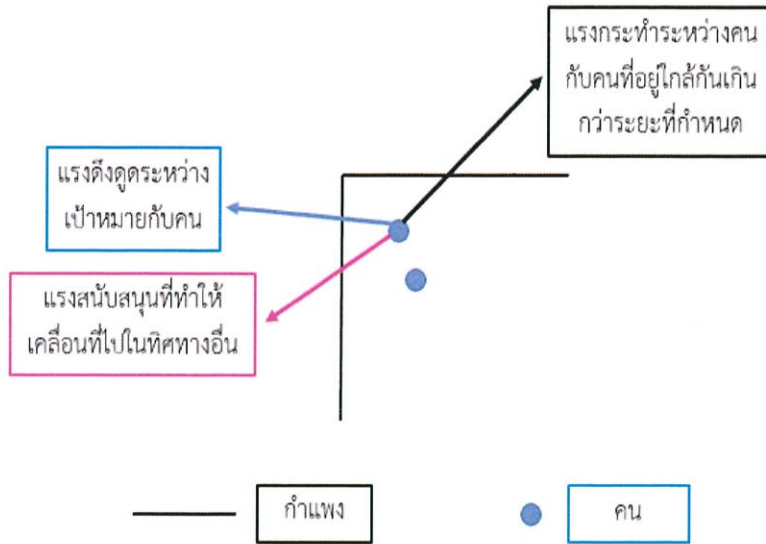 แรงกระทำระหว่างคน
กับคนที่อยู่ใกล้กันเกิน
กว่าระยะที่กำหนด
แรงดึงดูดระหว่าง
เป้าหมายกับคน
แรงสนับสนุนที่ทำให้
เคลื่อนที่ไปในทิศทางอื่น
กำแพง
คน